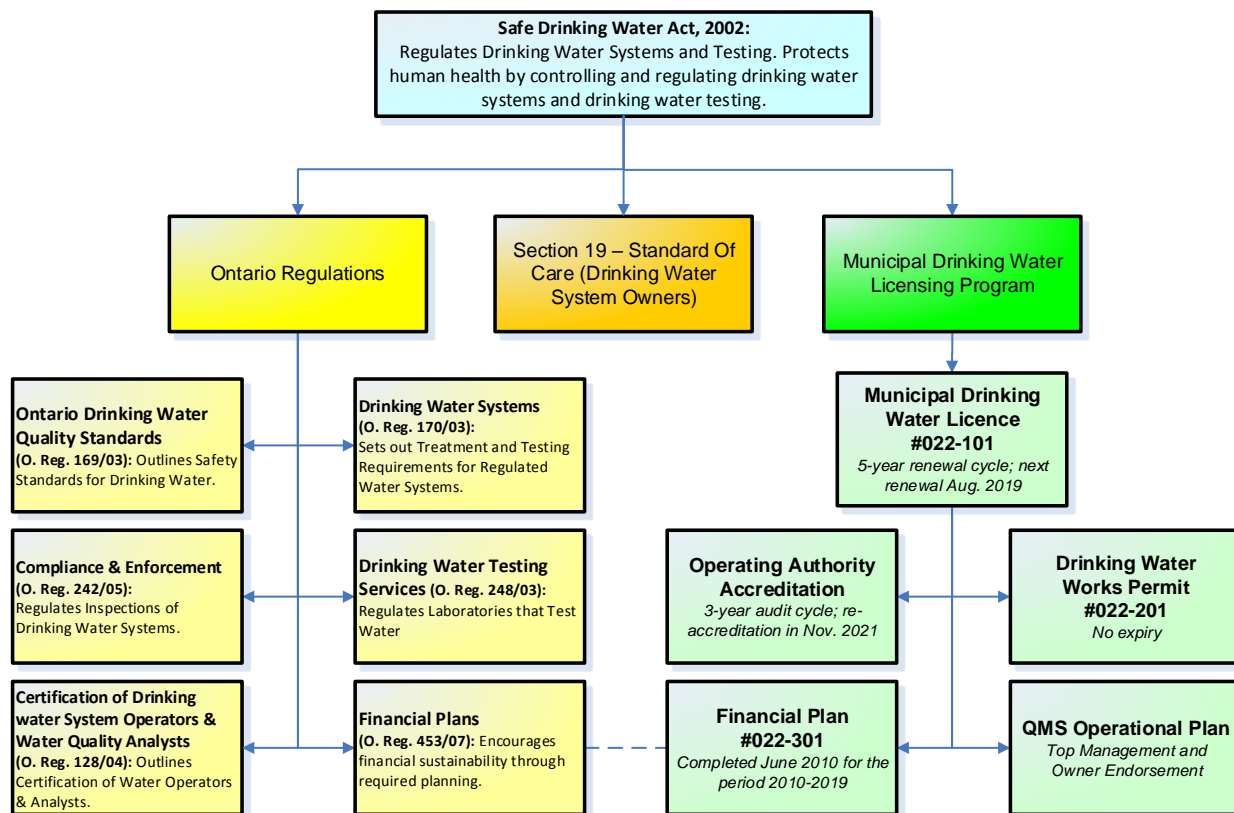 Safe Drinking Water Act, 2002:
Regulates Drinking Water Systems and Testing. Protects
human health by controlling and regulating drinking water
systems and drinking water testing.
Ontario Regulations
Section 19 – Standard Of
Care (Drinking Water
System Owners)
Municipal Drinking Water
Licensing Program
Ontario Drinking Water
Quality Standards
(O. Reg. 169/03): Outlines Safety
Standards for Drinking Water.
Drinking Water Systems
(O. Reg. 170/03):
Sets out Treatment and Testing
Requirements for Regulated
Water Systems.
Municipal Drinking
Water Licence
#022-101
5-year renewal cycle; next
renewal Aug. 2019
Compliance & Enforcement
(O. Reg. 242/05):
Regulates Inspections of
Drinking Water Systems.
Drinking Water Testing
Services (O. Reg. 248/03):
Regulates Laboratories that Test
Water
Operating Authority
Accreditation
3-year audit cycle; re-
accreditation in Nov. 2021
Drinking Water
Works Permit
#022-201
No expiry
Certification of Drinking
water System Operators &
Water Quality Analysts
(O. Reg. 128/04): Outlines
Certification of Water Operators
& Analysts.
Financial Plans
(O. Reg. 453/07): Encourages
financial sustainability through
required planning.
Financial Plan
#022-301
Completed June 2010 for the
period 2010-2019
QMS Operational Plan
Top Management and
Owner Endorsement